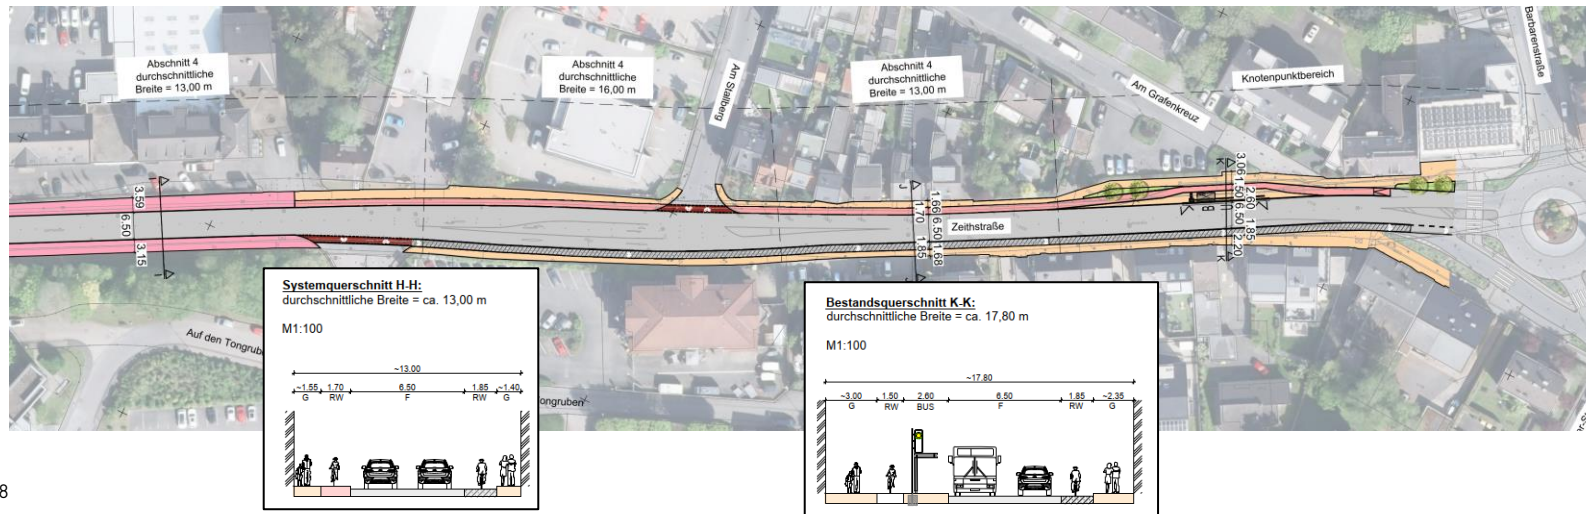 Abschnitt 4
durchschnittliche
Breite = 13,00 m
Abschnitt 4
durchschnittliche
Breite = 16,00 m
Am Stallberg
Abschnitt 4
durchschnittliche
Breite = 13,00 m
Am Grafenkreuz
Knotenpunktbereich
Barbarenstraße
3.59
6.50
3.15
J
1.66
1.70
6.50
1.85
1.68
J
Zeithstraße
K
3.06
1.50
2.60
6.50
1.85
2.20
K
B
Auf den Tongruben
ongruben
Systemquerschnitt H-H:
durchschnittliche Breite = ca. 13,00 m
M1:100
~13.00
~1.55 1.70 6.50 1.85 ~1.40
G RW F RW G
Bestandsquerschnitt K-K:
durchschnittliche Breite = ca. 17,80 m
M1:100
~17.80
~3.00 1.50 2.60 6.50 1.85 ~2.35
G RW BUS F RW G
8